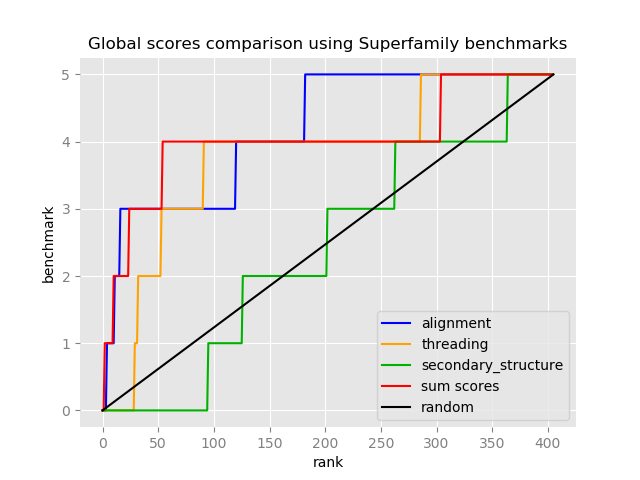 Global scores comparison using Superfamily benchmarks
5
4
3
2
1
0
benchmark
0 50 100 150 200 250 300 350 400
rank
alignment
threading
secondary_structure
sum scores
random